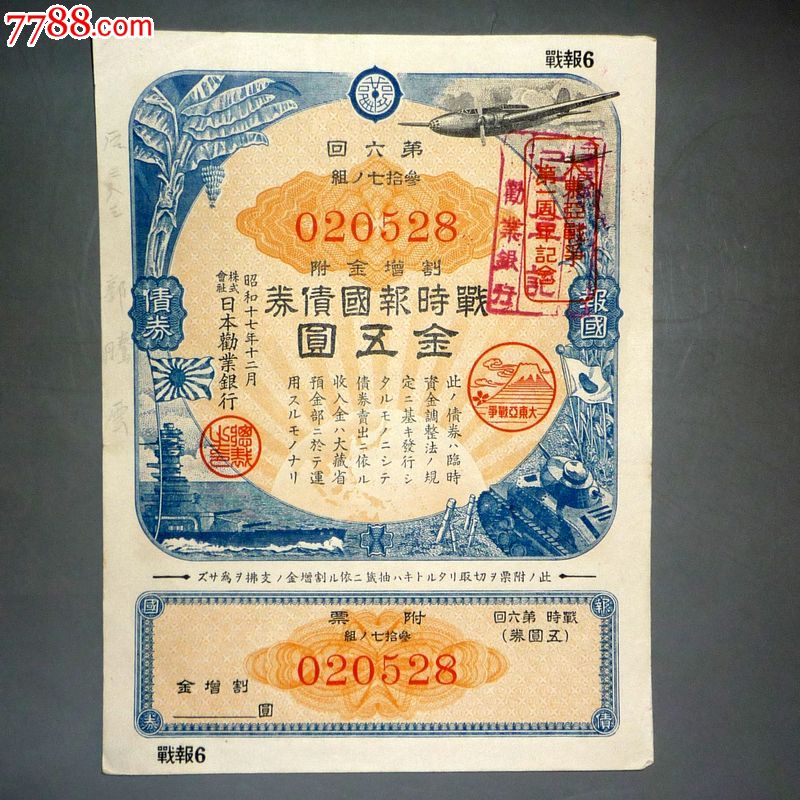 7788.com
戰報6
回六第
組ノ七拾參
020528
附金增割
券債國報時戰
圓五金
大東亞戰爭
第一周年記念
勸業銀行
報國
債券
昭和十七年十二月
株式會社日本勸業銀行
此ノ債券ハ臨時
資金調整法ノ規
定ニ基キ發行シ
タルモノニシテ
債券賣出ニ依ル
收入金ハ大藏省
預金部ニ於テ運
用スルモノナリ
爭戰亞東大
ズサ爲ヲ拂支ノ金增割ル依ニ籤抽ハキトルタリ取切ヲ票附ノ此
國
報
券
債
回六第 時戰
(券圓五)
票附
組ノ七拾參
020528
金增割
圓
戰報6